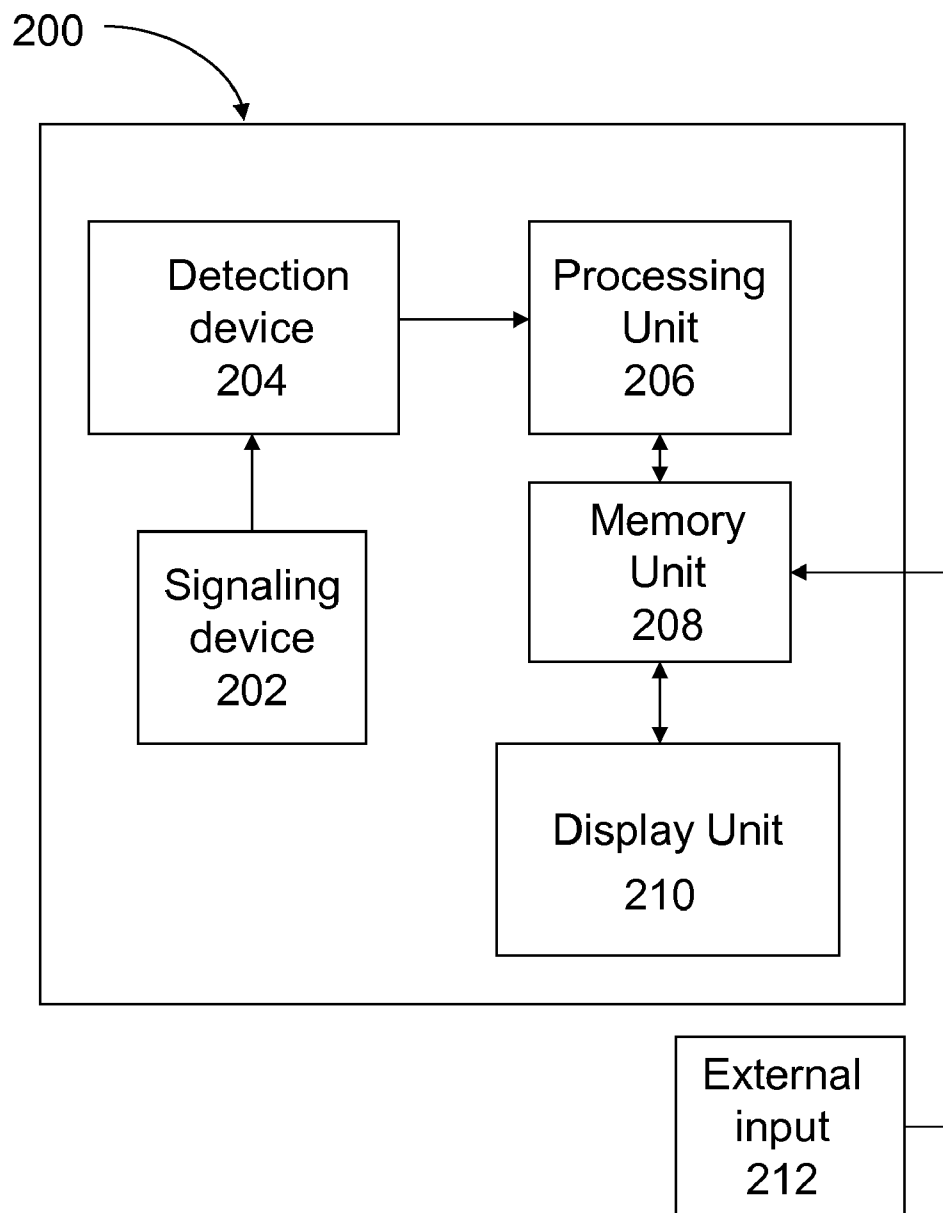 200
Detection
device
204
Processing
Unit
206
Signaling
device
202
Memory
Unit
208
Display Unit
210
External
input
212